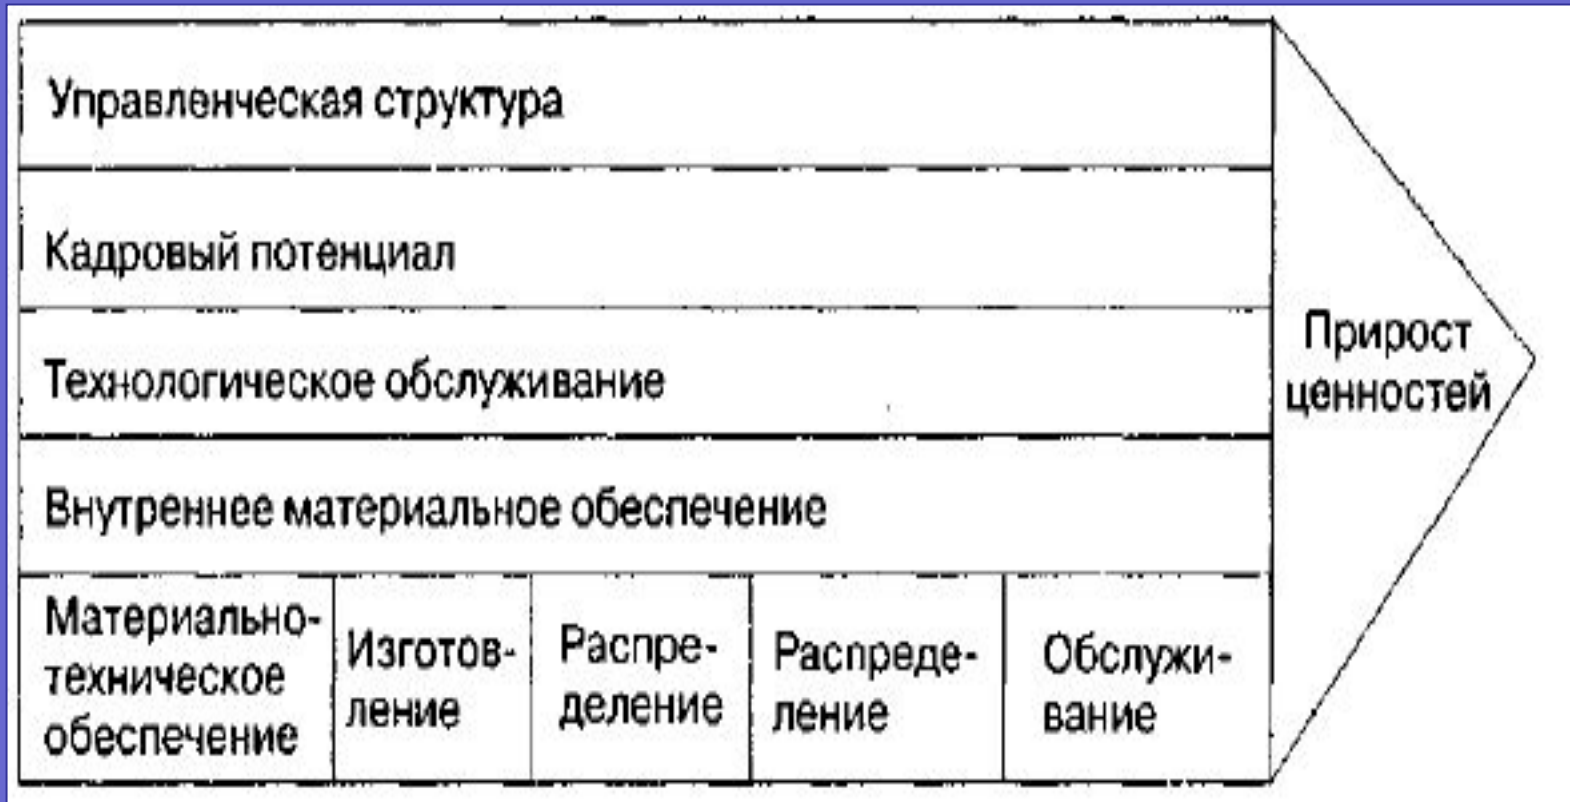 Управленческая структура
Кадровый потенциал
Технологическое обслуживание
Прирост
ценностей
Внутреннее материальное обеспечение
Материально-
техническое
обеспечение
Изготов-
ление
Распре-
деление
Распреде-
ление
Обслужи-
вание